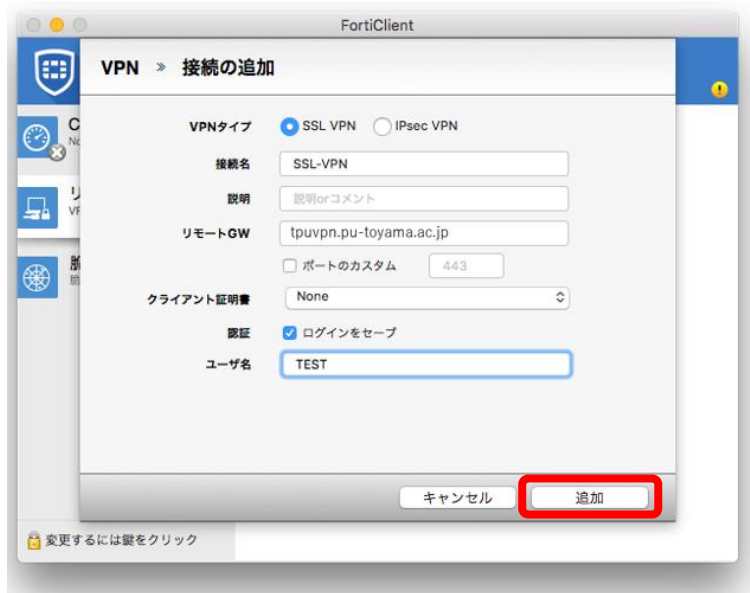 FortiClient
VPN » 接続の追加
VPNタイプ SSL VPN IPsec VPN
接続名 SSL-VPN
説明 説明orコメント
リモートGW tpuvpn.pu-toyama.ac.jp
ポートのカスタム 443
クライアント証明書 None
認証 ログインをセーブ
ユーザ名 TEST
キャンセル 追加
変更するには鍵をクリック